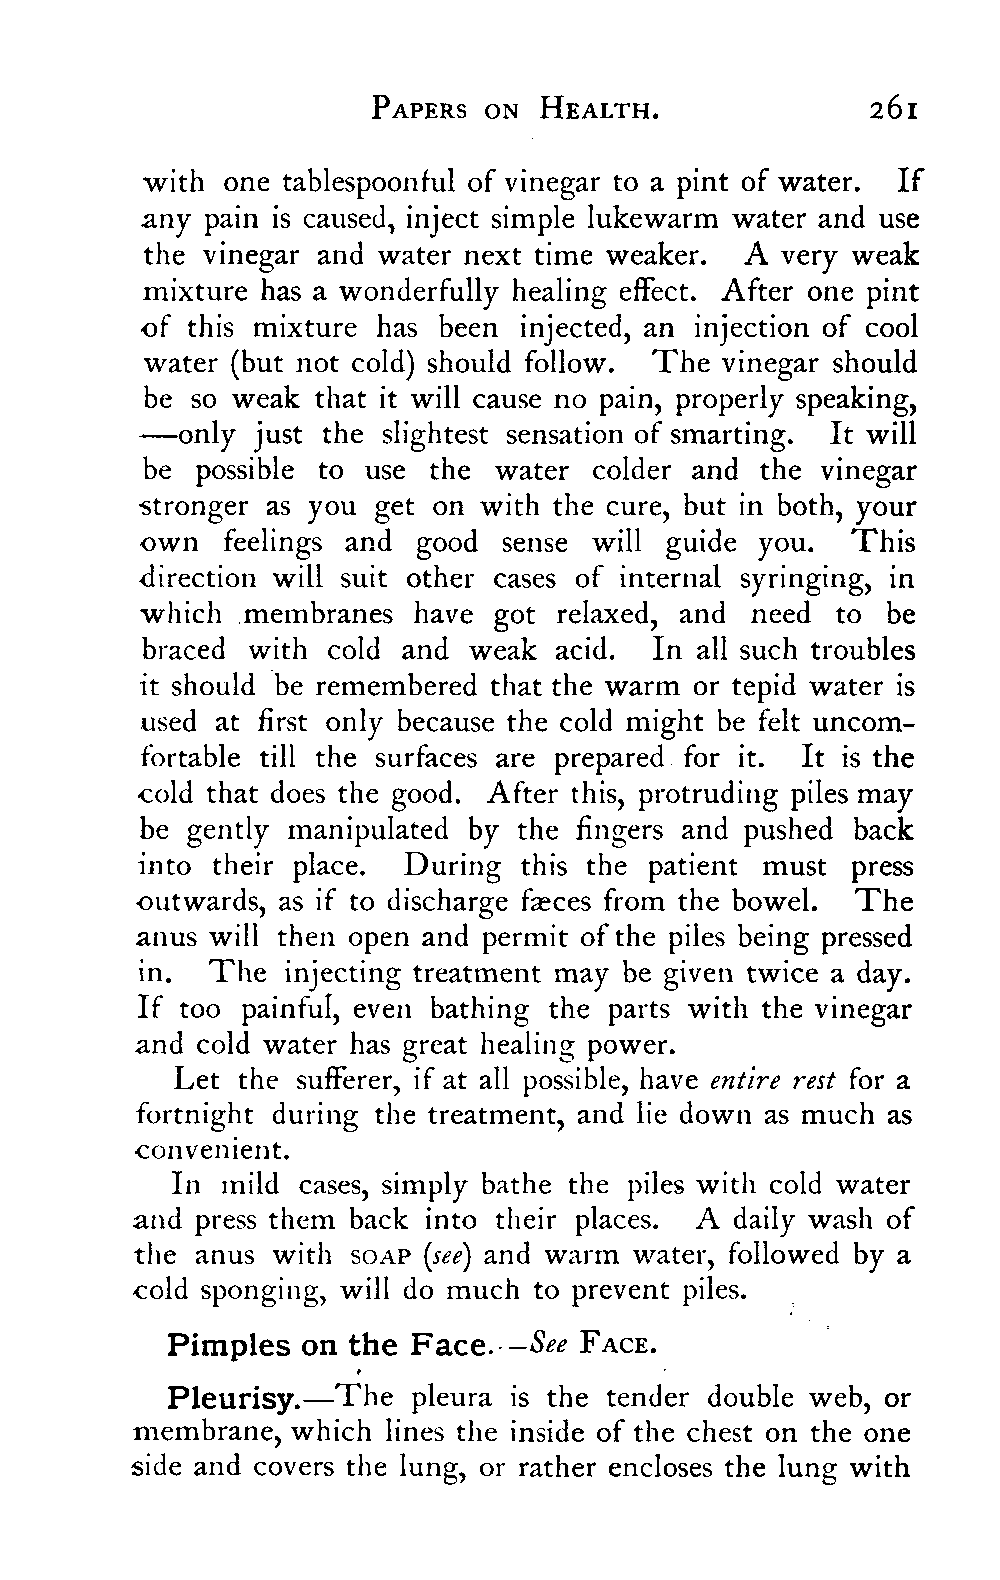 PAPERS ON HEALTH. 261
with one tablespoonful of vinegar to a pint of water. If
any pain is caused, inject simple lukewarm water and use
the vinegar and water next time weaker. A very weak
mixture has a wonderfully healing effect. After one pint
of this mixture has been injected, an injection of cool
water (but not cold) should follow. The vinegar should
be so weak that it will cause no pain, properly speaking,
—only just the slightest sensation of smarting. It will
be possible to use the water colder and the vinegar
stronger as you get on with the cure, but in both, your
own feelings and good sense will guide you. This
direction will suit other cases of internal syringing, in
which membranes have got relaxed, and need to be
braced with cold and weak acid. In all such troubles
it should be remembered that the warm or tepid water is
used at first only because the cold might be felt uncom-
fortable till the surfaces are prepared for it. It is the
cold that does the good. After this, protruding piles may
be gently manipulated by the fingers and pushed back
into their place. During this the patient must press
outwards, as if to discharge fæces from the bowel. The
anus will then open and permit of the piles being pressed
in. The injecting treatment may be given twice a day.
If too painful, even bathing the parts with the vinegar
and cold water has great healing power.
Let the sufferer, if at all possible, have entire rest for a
fortnight during the treatment, and lie down as much as
convenient.
In mild cases, simply bathe the piles with cold water
and press them back into their places. A daily wash of
the anus with SOAP (see) and warm water, followed by a
cold sponging, will do much to prevent piles.
Pimples on the Face.—See FACE.
Pleurisy.—The pleura is the tender double web, or
membrane, which lines the inside of the chest on the one
side and covers the lung, or rather encloses the lung with